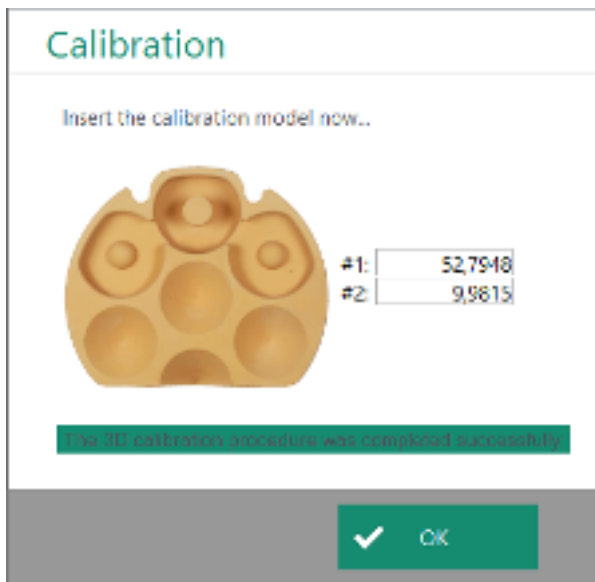 Calibration
Insert the calibration model now...
#1: 52,7948
#2: 9,9815
The 3D calibration procedure was completed successfully
OK